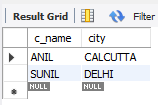 Result Grid Filter
c_name city
ANIL CALCUTTA
SUNIL DELHI
NULL NULL